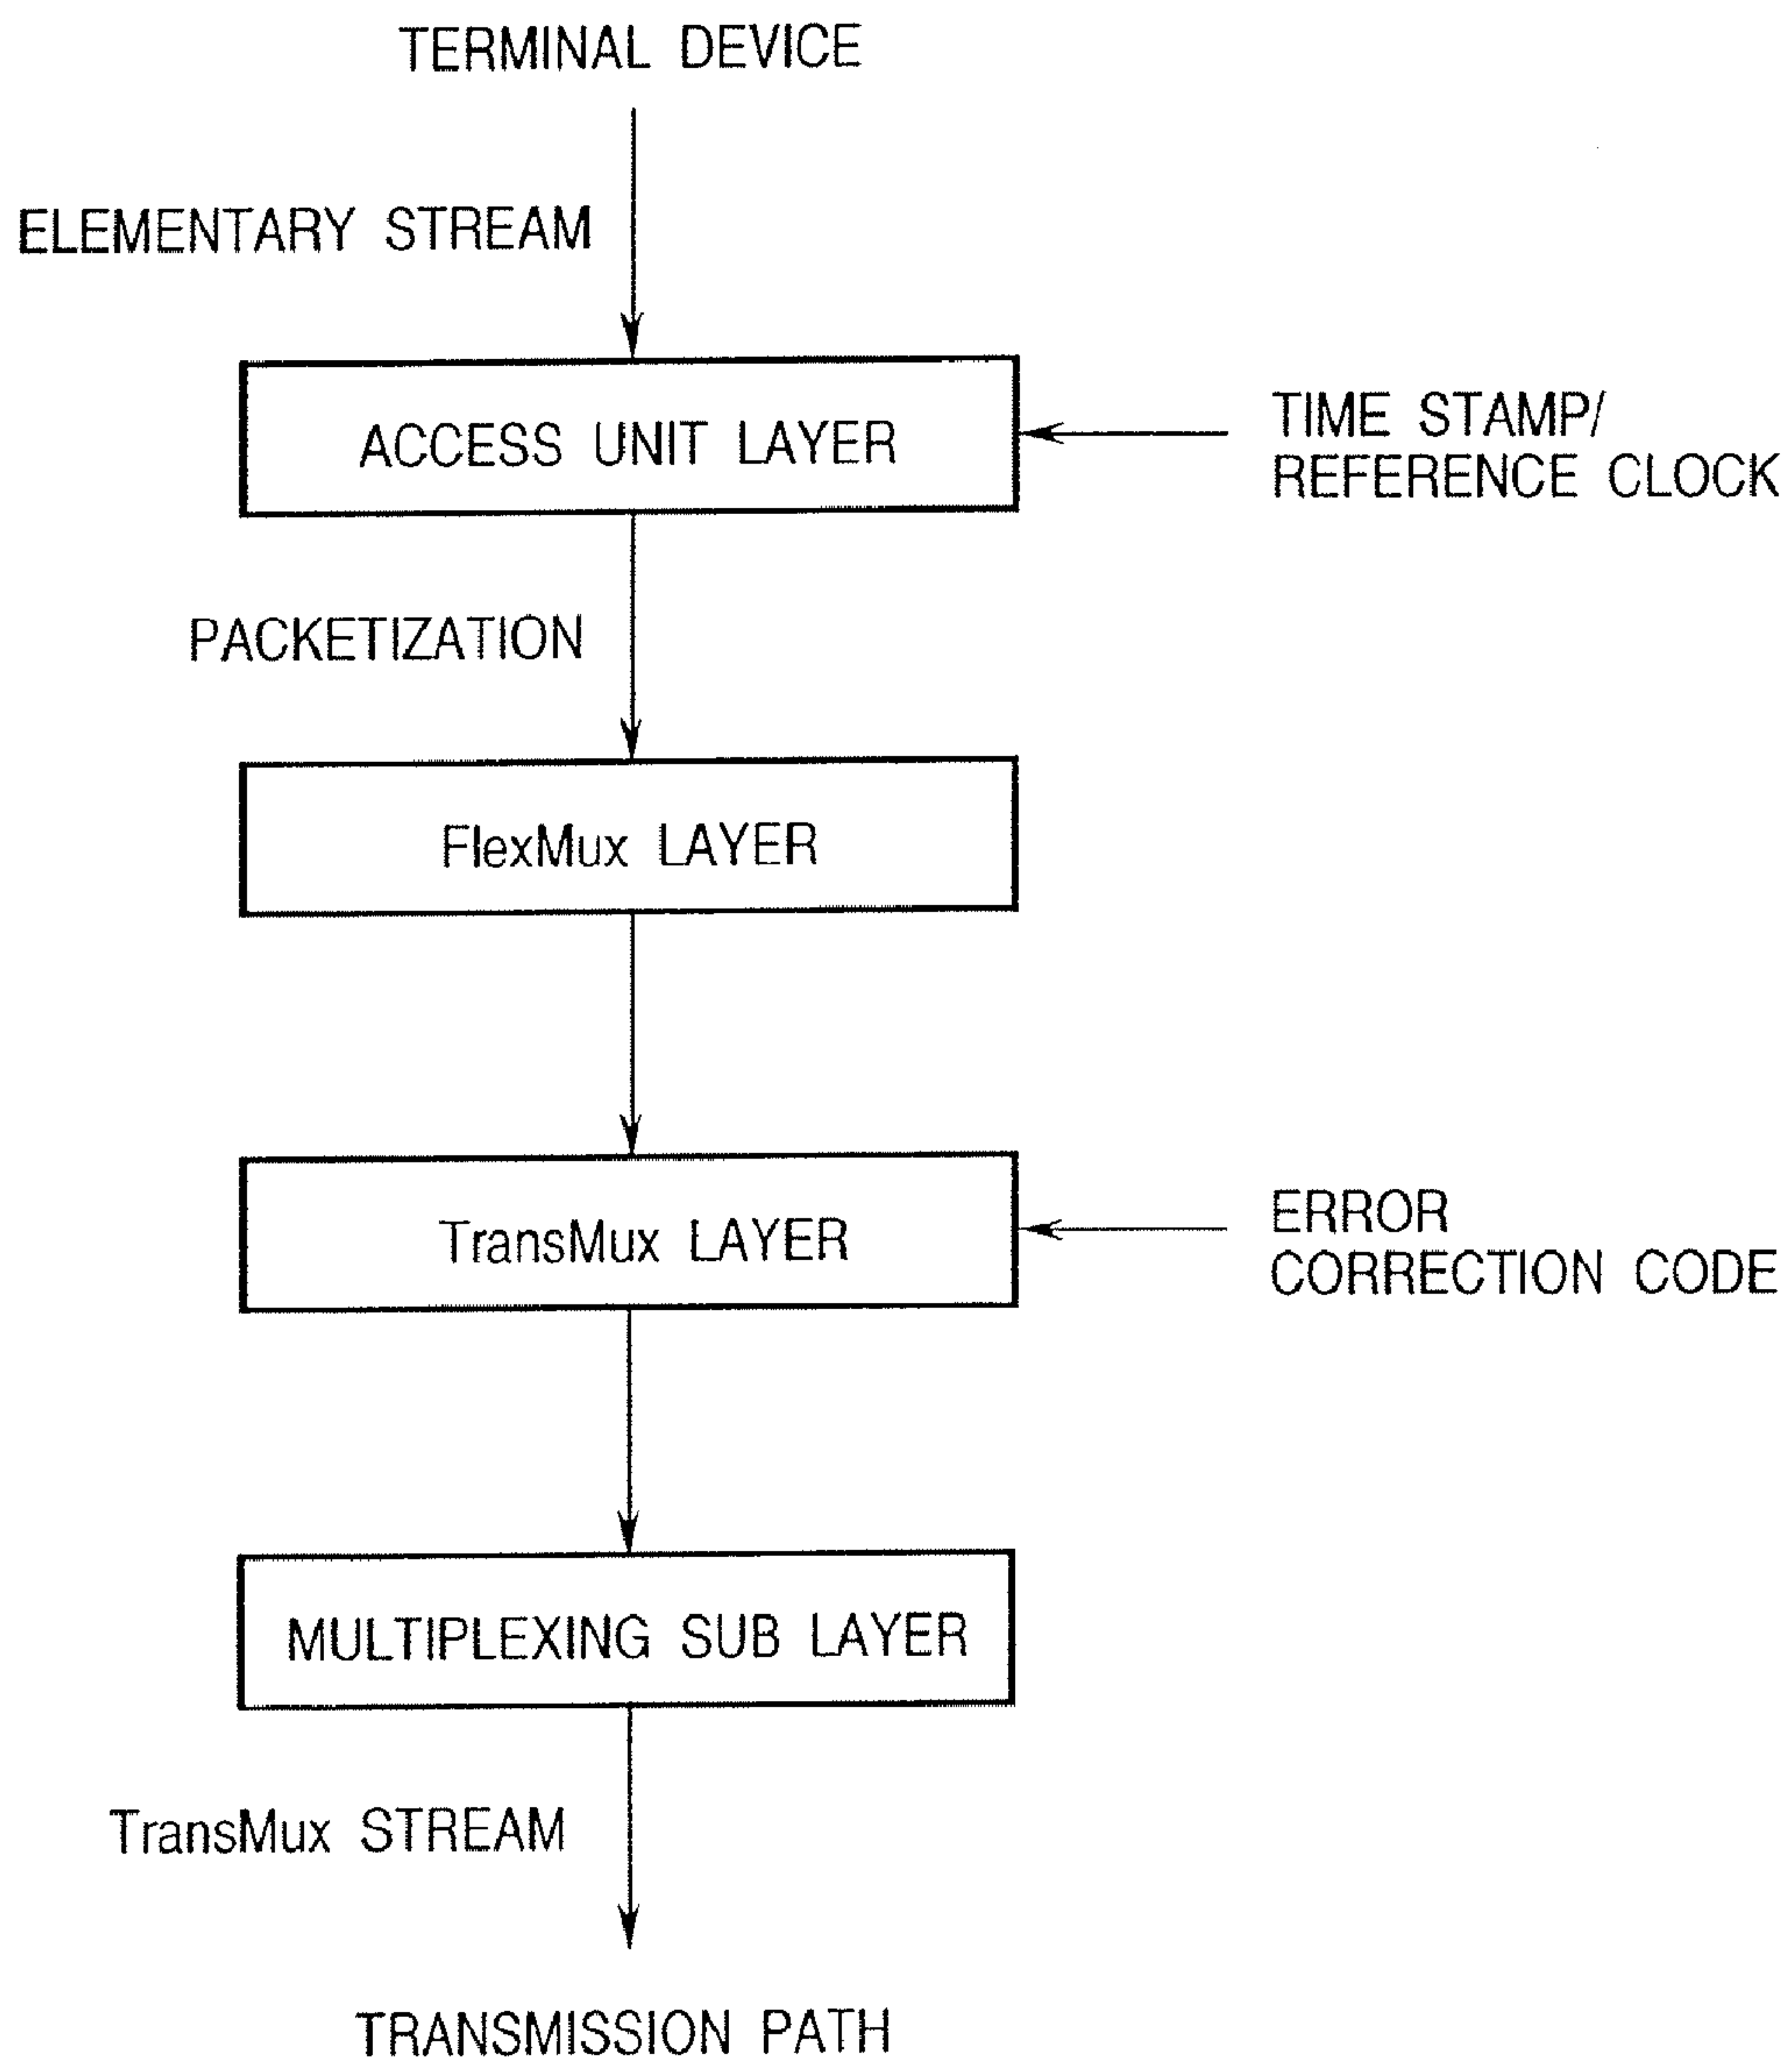 TERMINAL DEVICE
ELEMENTARY STREAM
ACCESS UNIT LAYER
TIME STAMP/
REFERENCE CLOCK
PACKETIZATION
FlexMux LAYER
TransMux LAYER
ERROR
CORRECTION CODE
MULTIPLEXING SUB LAYER
TransMux STREAM
TRANSMISSION PATH